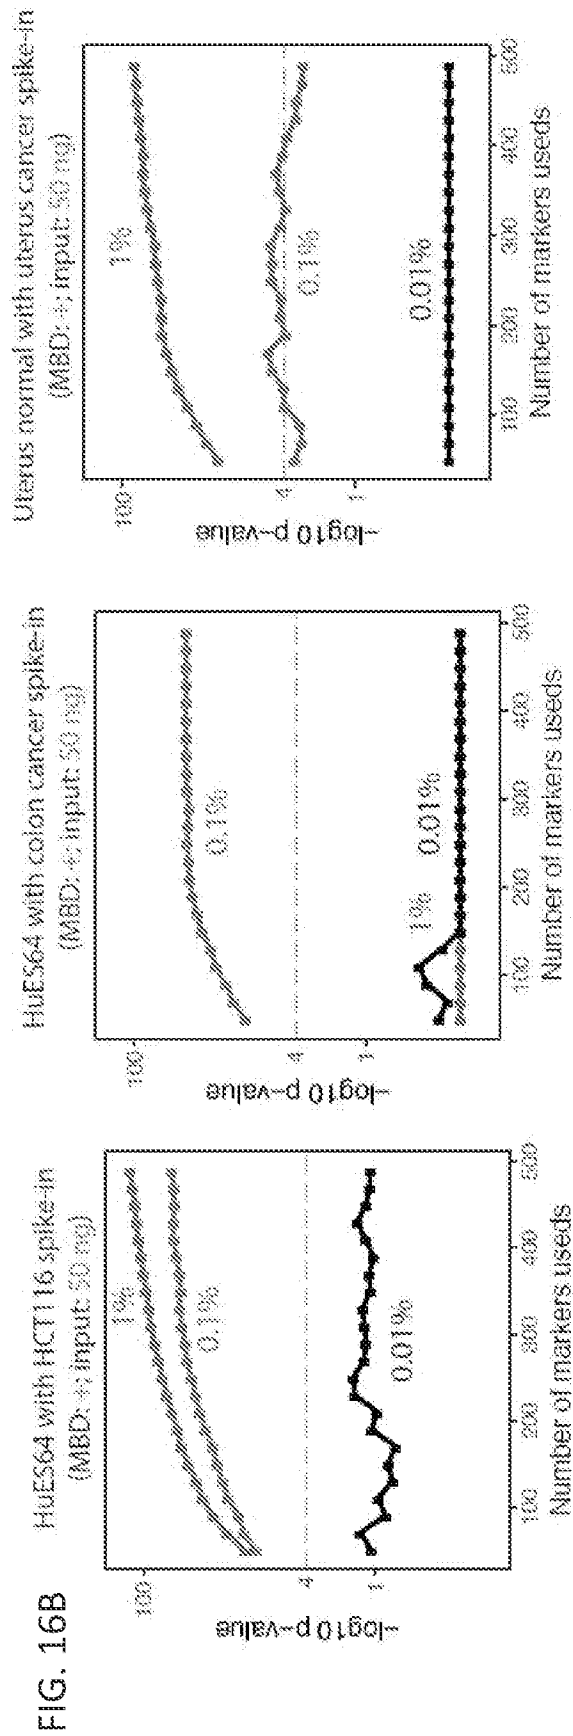 FIG. 16B
HuES64 with HCT116 spike-in
(MBD: +; input: 50 ng)
−log10 p−value
100
4
1
1%
0.1%
0.01%
100
200
300
400
500
Number of markers useds
HuES64 with colon cancer spike-in
(MBD: +; input: 50 ng)
−log10 p−value
100
4
1
0.1%
1%
0.01%
100
200
300
400
500
Number of markers useds
Uterus normal with uterus cancer spike-in
(MBD: +; input: 50 ng)
−log10 p−value
100
4
1
1%
0.1%
0.01%
100
200
300
400
500
Number of markers useds